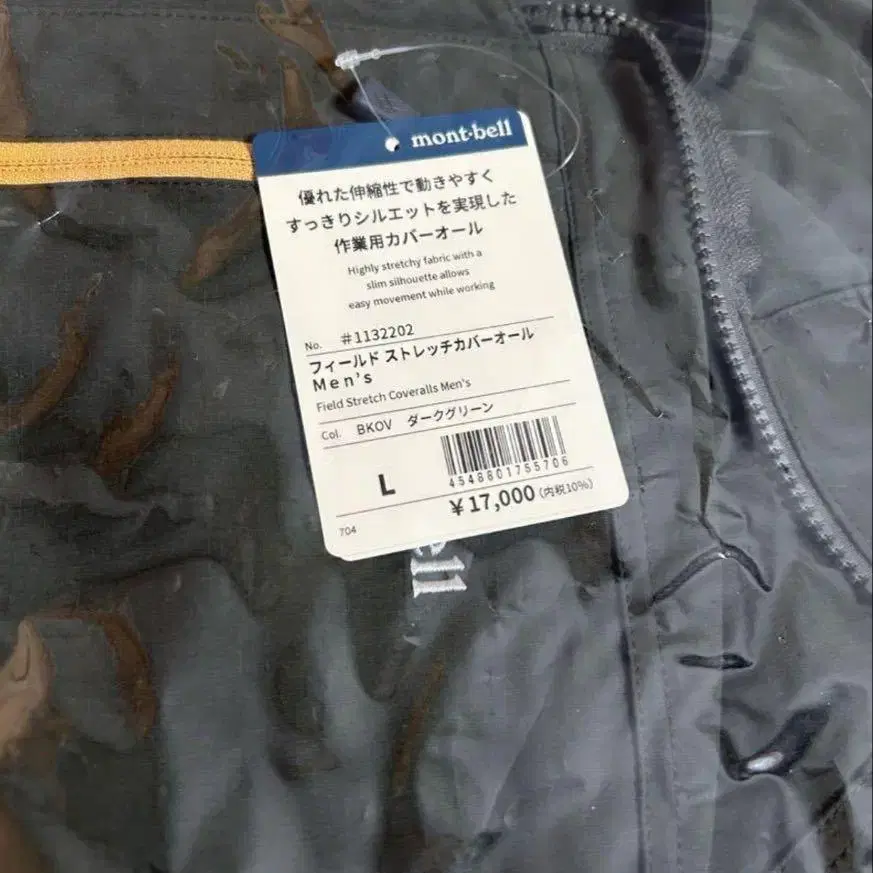 mont-bell
優れた伸縮性で動きやすく
すっきりシルエットを実現した
作業用カバーオール
Highly stretchy fabric with a
slim silhouette allows
easy movement while working
No. #1132202
フィールド ストレッチカバーオール
Men's
Field Stretch Coveralls Men's
Col. BKOV ダークグリーン
L
4548801755706
¥17,000(内税10%)
704
ell